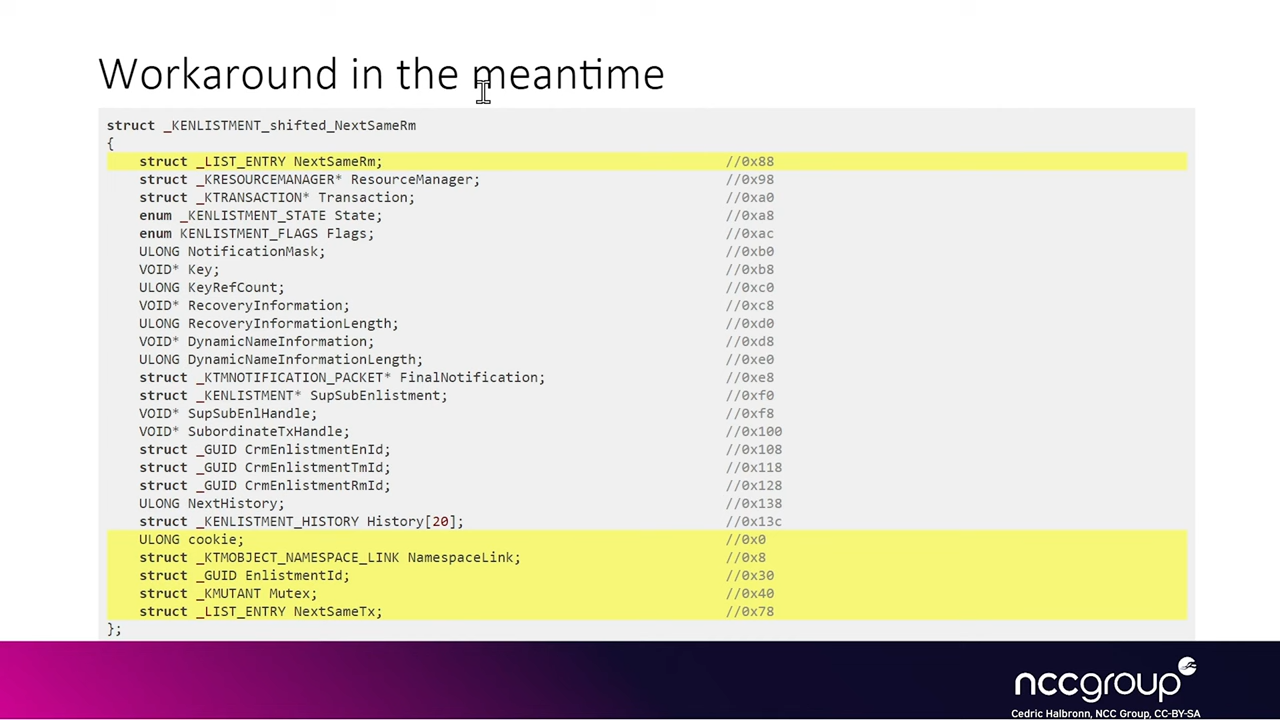 Workaround in the meantime
struct _KENLISTMENT_shifted_NextSameRm
{
struct _LIST_ENTRY NextSameRm; //0x88
struct _KRESOURCEMANAGER* ResourceManager; //0x98
struct _KTRANSACTION* Transaction; //0xa0
enum _KENLISTMENT_STATE State; //0xa8
enum KENLISTMENT_FLAGS Flags; //0xac
ULONG NotificationMask; //0xb0
VOID* Key; //0xb8
ULONG KeyRefCount; //0xc0
VOID* RecoveryInformation; //0xc8
ULONG RecoveryInformationLength; //0xd0
VOID* DynamicNameInformation; //0xd8
ULONG DynamicNameInformationLength; //0xe0
struct _KTMNOTIFICATION_PACKET* FinalNotification; //0xe8
struct _KENLISTMENT* SupSubEnlistment; //0xf0
VOID* SupSubEnlHandle; //0xf8
VOID* SubordinateTxHandle; //0x100
struct _GUID CrmEnlistmentEnId; //0x108
struct _GUID CrmEnlistmentTmId; //0x118
struct _GUID CrmEnlistmentRmId; //0x128
ULONG NextHistory; //0x138
struct _KENLISTMENT_HISTORY History[20]; //0x13c
ULONG cookie; //0x0
struct _KTMOBJECT_NAMESPACE_LINK NamespaceLink; //0x8
struct _GUID EnlistmentId; //0x30
struct _KMUTANT Mutex; //0x40
struct _LIST_ENTRY NextSameTx; //0x78
};
nccgroup
Cedric Halbronn, NCC Group, CC-BY-SA